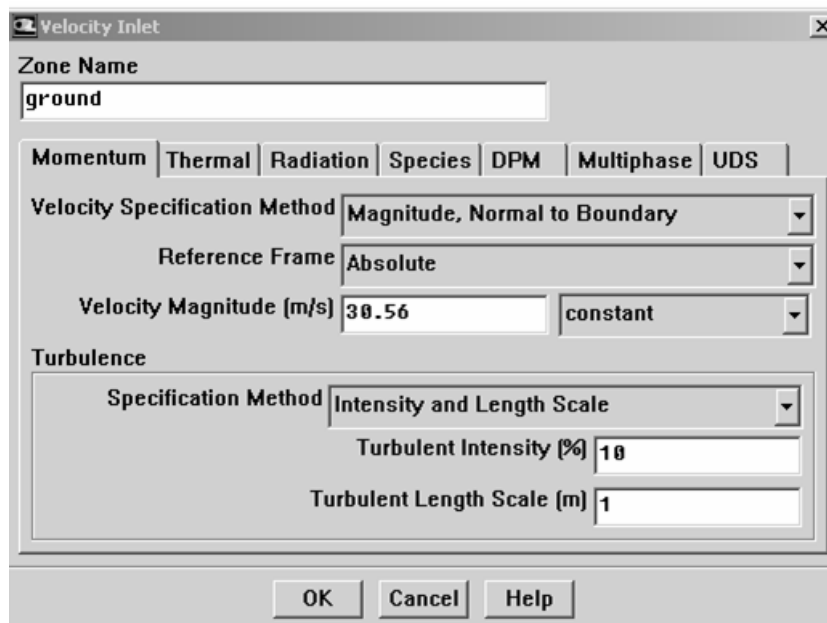 Velocity Inlet
Zone Name
ground
Momentum Thermal Radiation Species DPM Multiphase UDS
Velocity Specification Method Magnitude, Normal to Boundary
Reference Frame Absolute
Velocity Magnitude (m/s) 30.56 constant
Turbulence
Specification Method Intensity and Length Scale
Turbulent Intensity (%) 10
Turbulent Length Scale (m) 1
OK Cancel Help